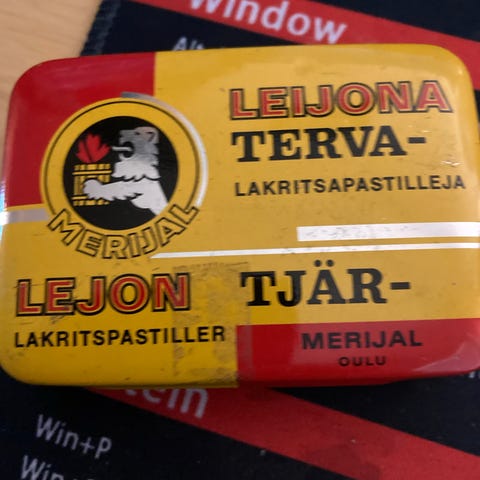 Window
LEIJONA
TERVA-
LAKRITSAPASTILLEJA
MERIJAL
LEJON TJÄR-
LAKRITSPASTILLER
MERIJAL
OULU
Win+P